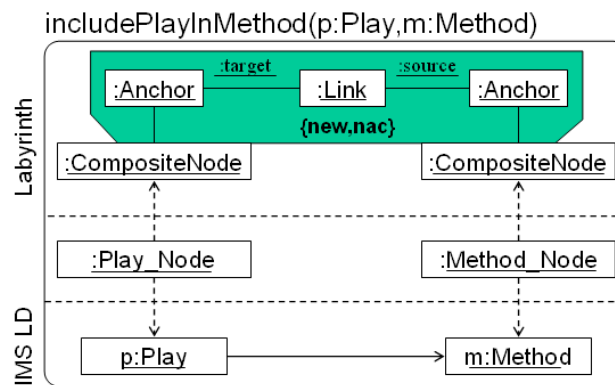 includePlayInMethod(p:Play,m:Method)
:target
:source
:Anchor
:Link
:Anchor
{new,nac}
:CompositeNode
:CompositeNode
Labyrinth
:Play_Node
:Method_Node
IMS LD
p:Play
m:Method